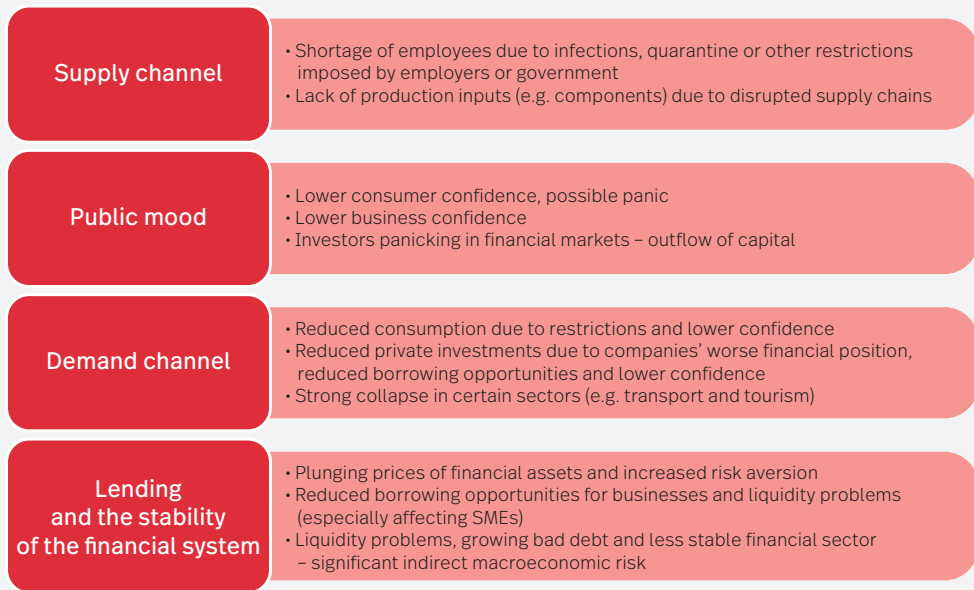 Supply channel
• Shortage of employees due to infections, quarantine or other restrictions
imposed by employers or government
• Lack of production inputs (e.g. components) due to disrupted supply chains
Public mood
• Lower consumer confidence, possible panic
• Lower business confidence
• Investors panicking in financial markets – outflow of capital
Demand channel
• Reduced consumption due to restrictions and lower confidence
• Reduced private investments due to companies’ worse financial position,
reduced borrowing opportunities and lower confidence
• Strong collapse in certain sectors (e.g. transport and tourism)
Lending
and the stability
of the financial system
• Plunging prices of financial assets and increased risk aversion
• Reduced borrowing opportunities for businesses and liquidity problems
(especially affecting SMEs)
• Liquidity problems, growing bad debt and less stable financial sector
– significant indirect macroeconomic risk